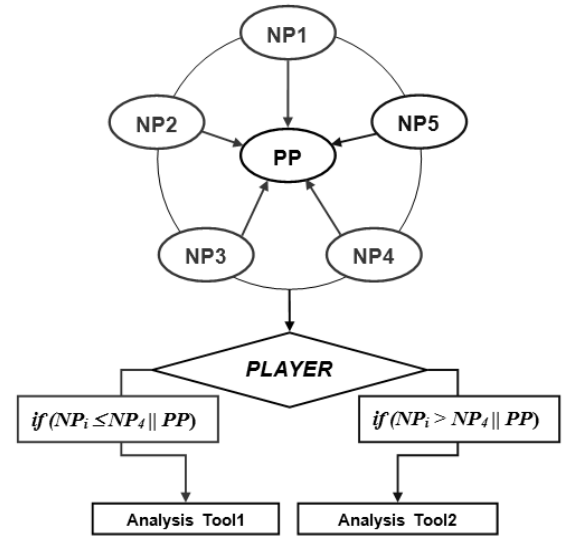 NP1
NP2
NP5
PP
NP3
NP4
PLAYER
if (NPi ≤NP4 || PP)
if (NPi > NP4 || PP)
Analysis Tool1
Analysis Tool2